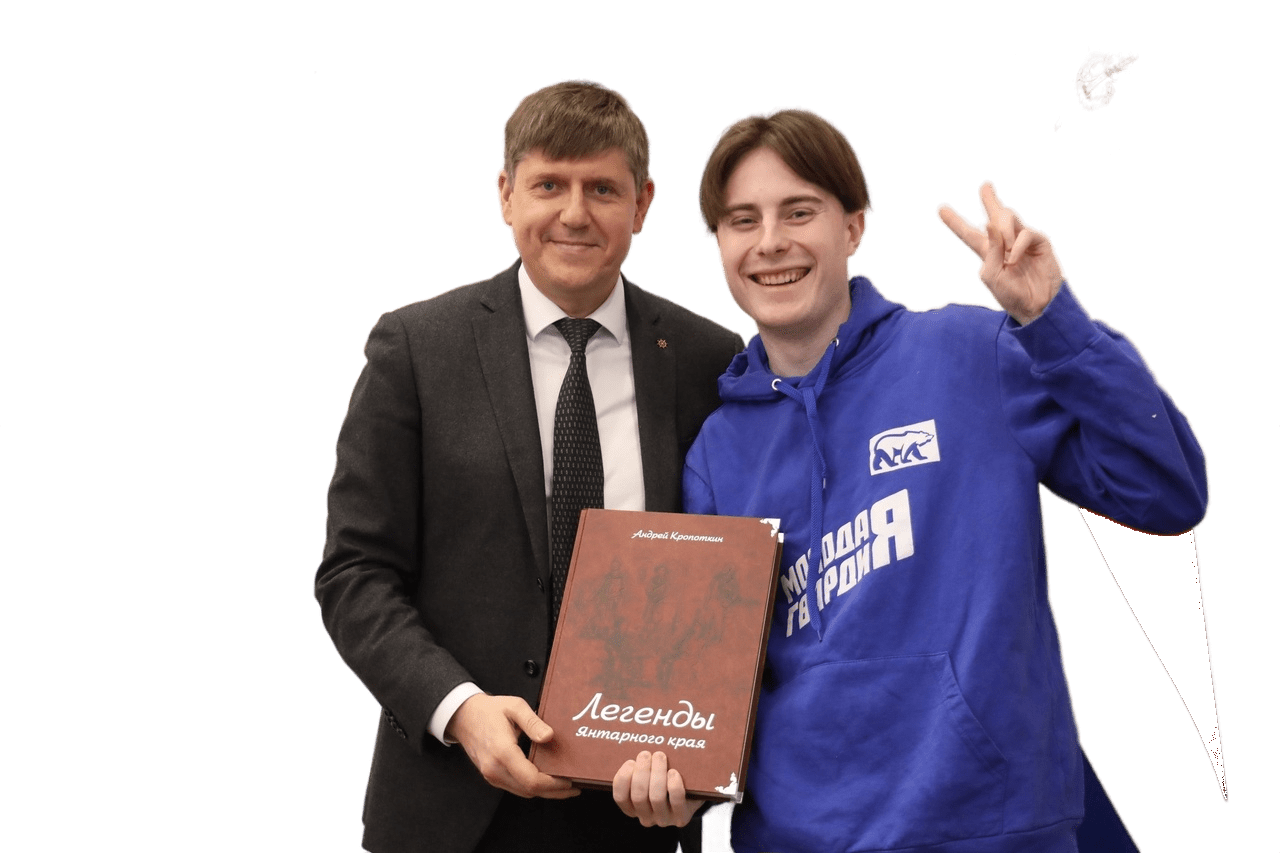 Андрей Кропоткин
Легенды
янтарного края
МОЛОДАЯ
ГВАРДИЯ